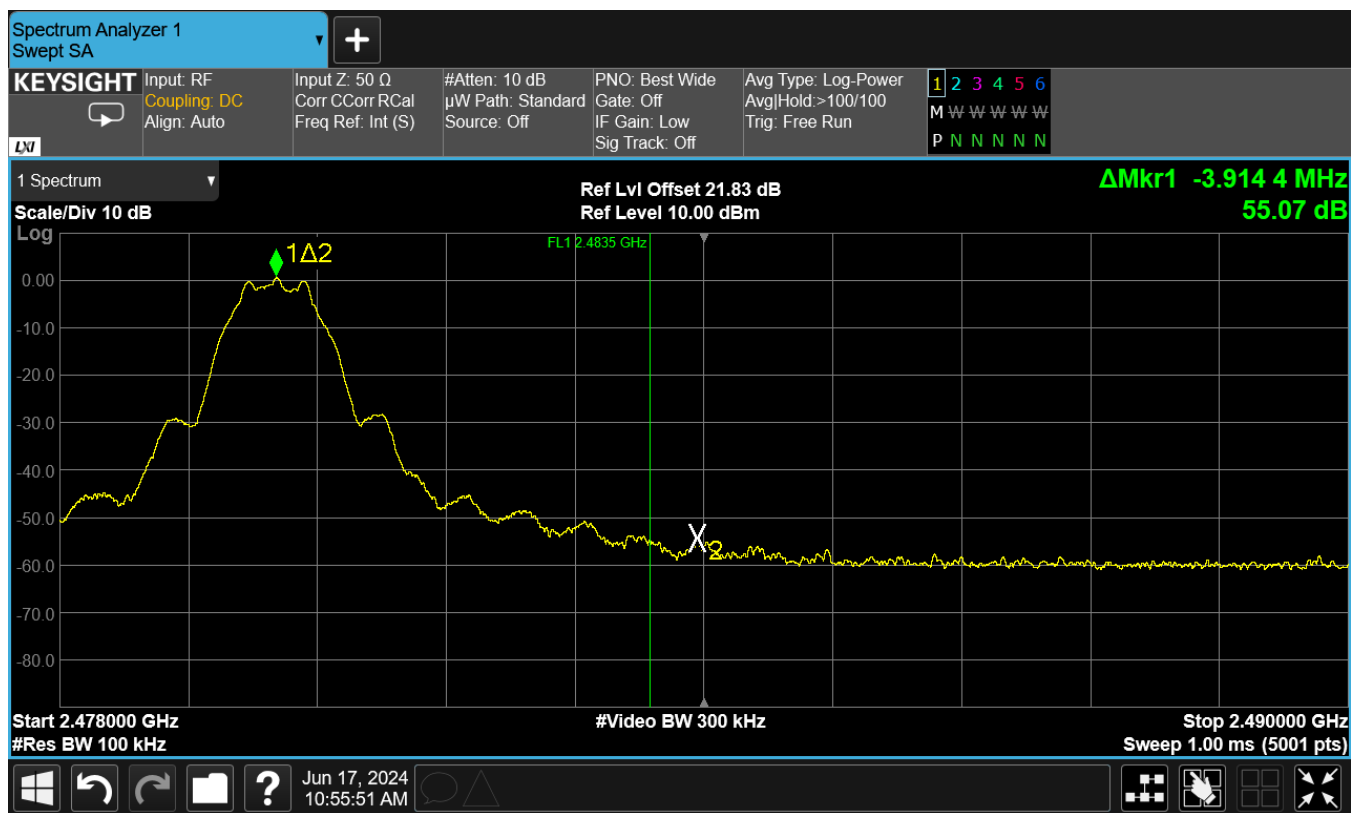 Spectrum Analyzer 1
Swept SA
KEYSIGHT
LXI
Input: RF
Coupling: DC
Align: Auto
Input Z: 50 Ω
Corr CCorr RCal
Freq Ref: Int (S)
#Atten: 10 dB
µW Path: Standard
Source: Off
PNO: Best Wide
Gate: Off
IF Gain: Low
Sig Track: Off
Avg Type: Log-Power
Avg|Hold:>100/100
Trig: Free Run
1 2 3 4 5 6
M W W W W W
P N N N N N
1 Spectrum
Scale/Div 10 dB
Log
Ref Lvl Offset 21.83 dB
Ref Level 10.00 dBm
ΔMkr1 -3.914 4 MHz
55.07 dB
FL1 2.4835 GHz
1Δ2
0.00
-10.0
-20.0
-30.0
-40.0
-50.0
2
-60.0
-70.0
-80.0
Start 2.478000 GHz
#Res BW 100 kHz
#Video BW 300 kHz
Stop 2.490000 GHz
Sweep 1.00 ms (5001 pts)
?
Jun 17, 2024
10:55:51 AM